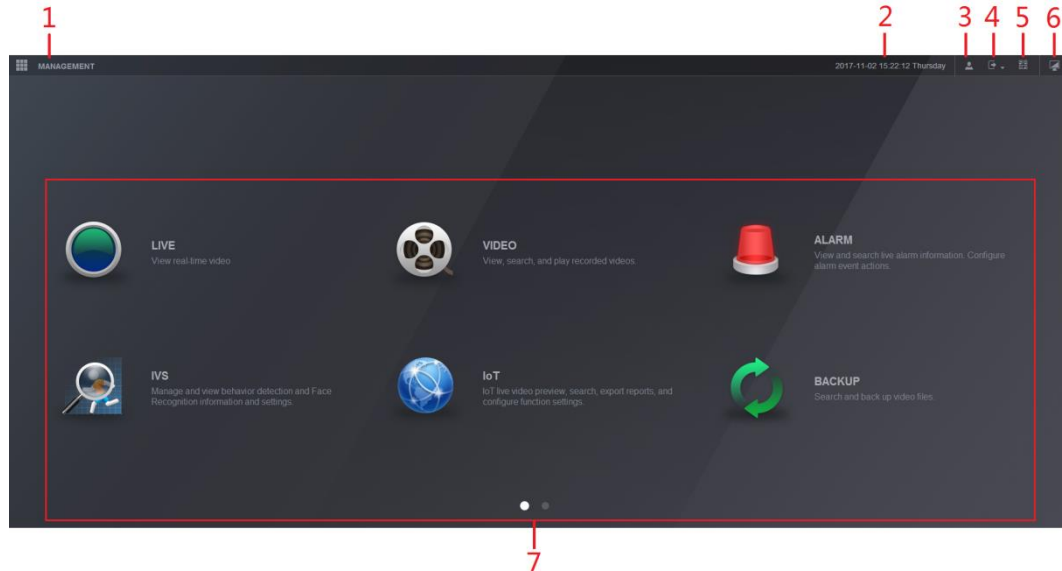 1 2 3 4 5 6
MANAGEMENT 2017-11-02 15:22:12 Thursday
LIVE
View real-time video
VIDEO
View, search, and play recorded videos.
ALARM
View and search live alarm information. Configure
alarm event actions.
IVS
Manage and view behavior detection and Face
Recognition information and settings.
IoT
IoT live video preview, search, export reports, and
configure function settings.
BACKUP
Search and back up video files.
7